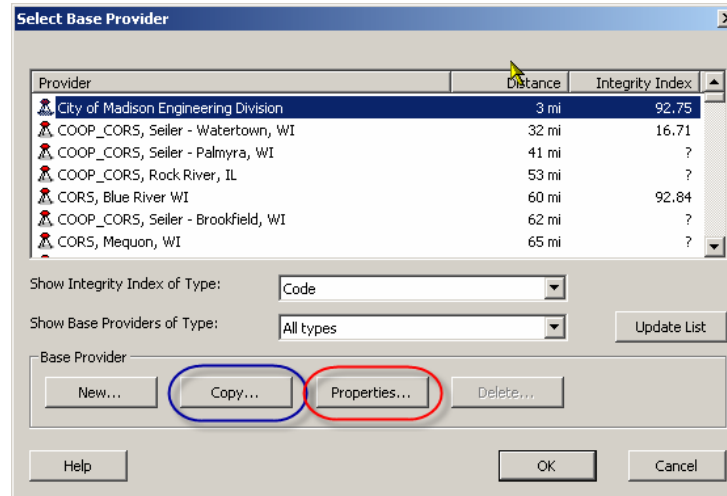 Select Base Provider
Provider Distance Integrity Index
City of Madison Engineering Division 3 mi 92.75
COOP_CORS, Seiler - Watertown, WI 32 mi 16.71
COOP_CORS, Seiler - Palmyra, WI 41 mi ?
COOP_CORS, Rock River, IL 53 mi ?
CORS, Blue River WI 60 mi 92.84
COOP_CORS, Seiler - Brookfield, WI 62 mi ?
CORS, Mequon, WI 65 mi ?
Show Integrity Index of Type: Code
Show Base Providers of Type: All types Update List
Base Provider
New... Copy... Properties... Delete...
Help OK Cancel